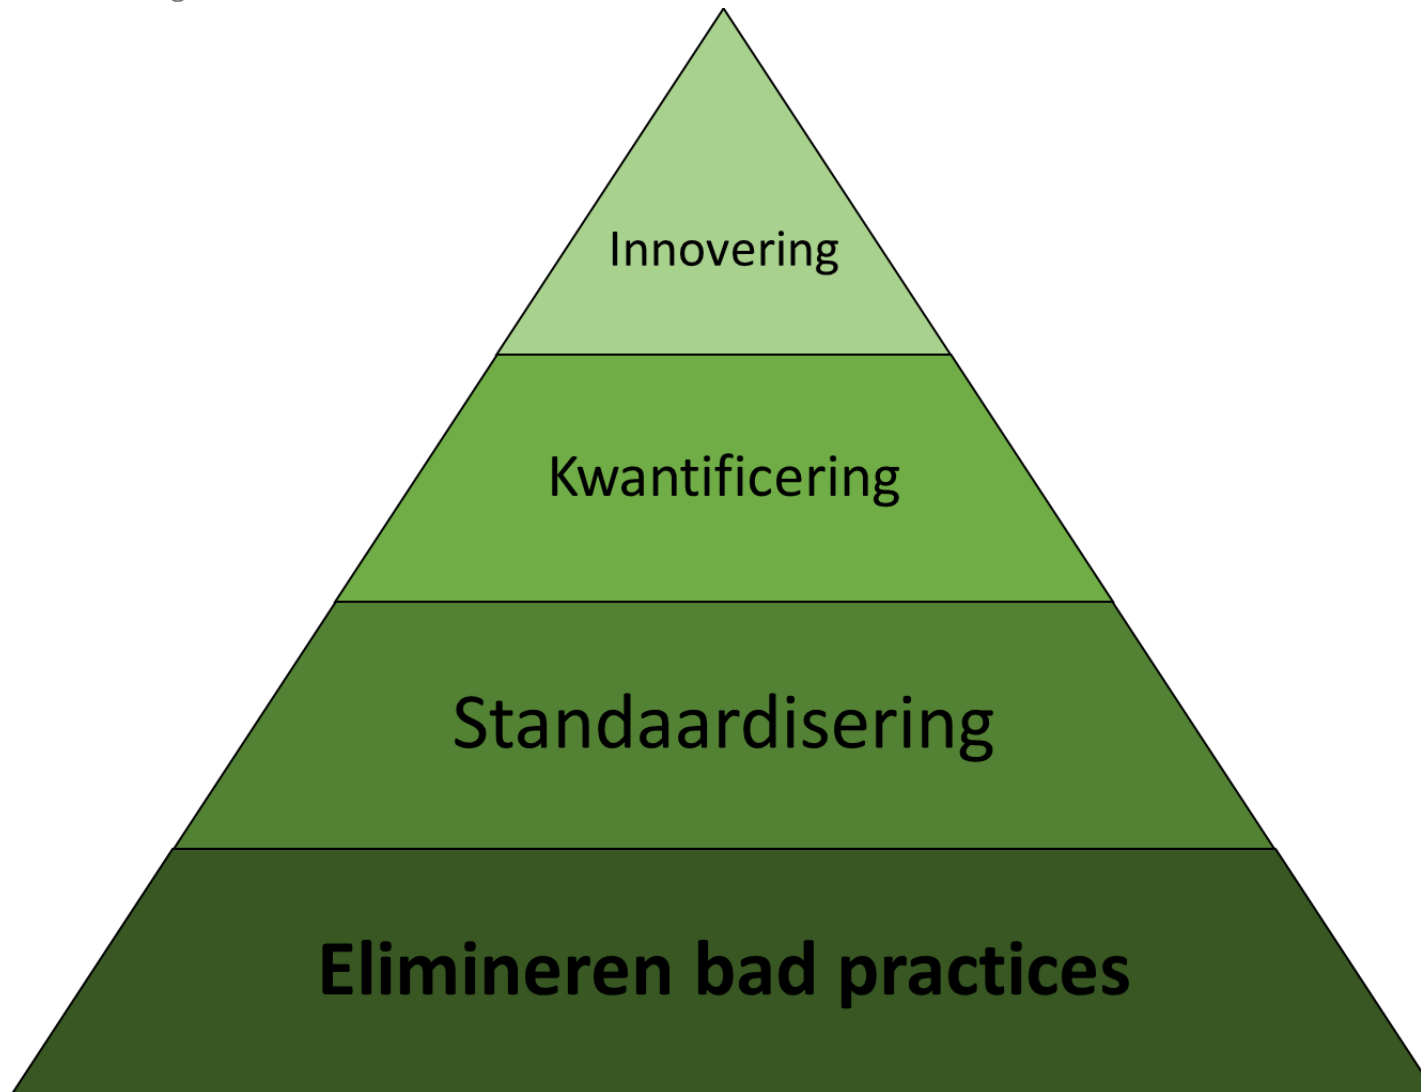 Innovering
Kwantificering
Standaardisering
Elimineren bad practices